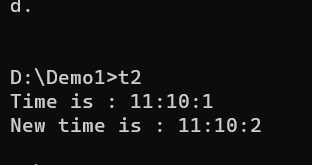 d.
D:\Demo1>t2
Time is : 11:10:1
New time is : 11:10:2